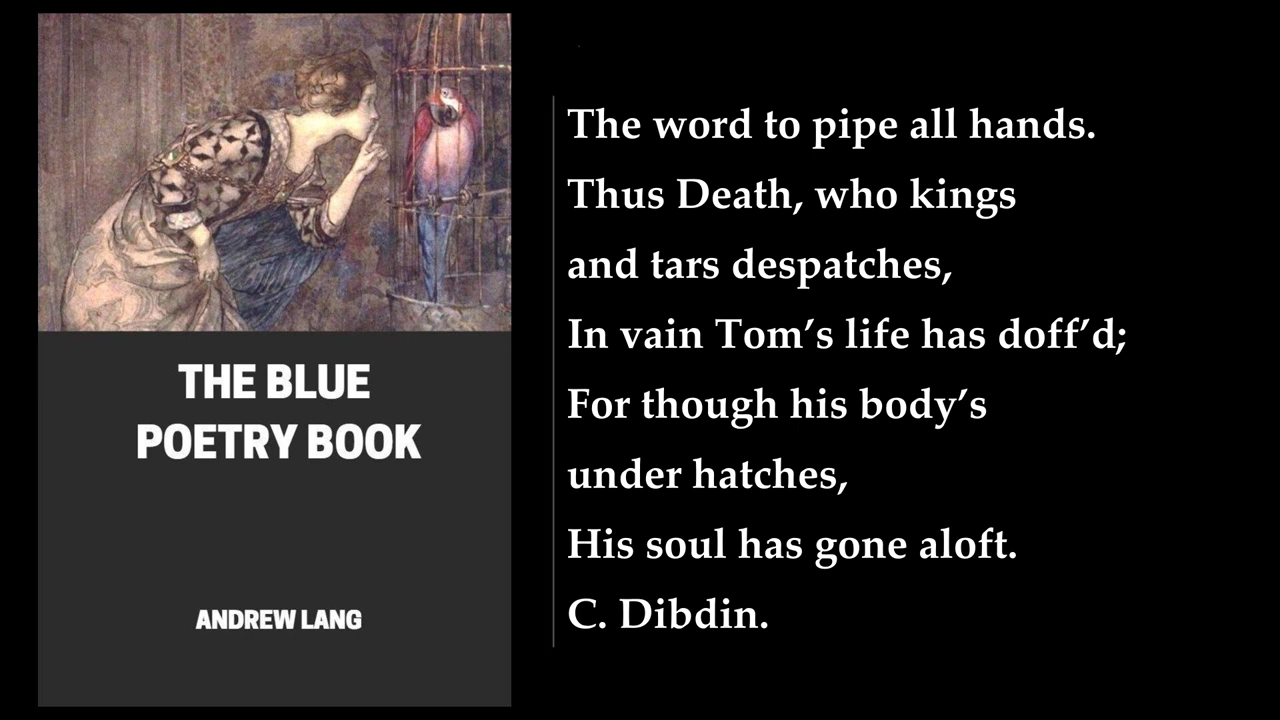 THE BLUE
POETRY BOOK
ANDREW LANG
The word to pipe all hands.
Thus Death, who kings
and tars despatches,
In vain Tom’s life has doff’d;
For though his body’s
under hatches,
His soul has gone aloft.
C. Dibdin.